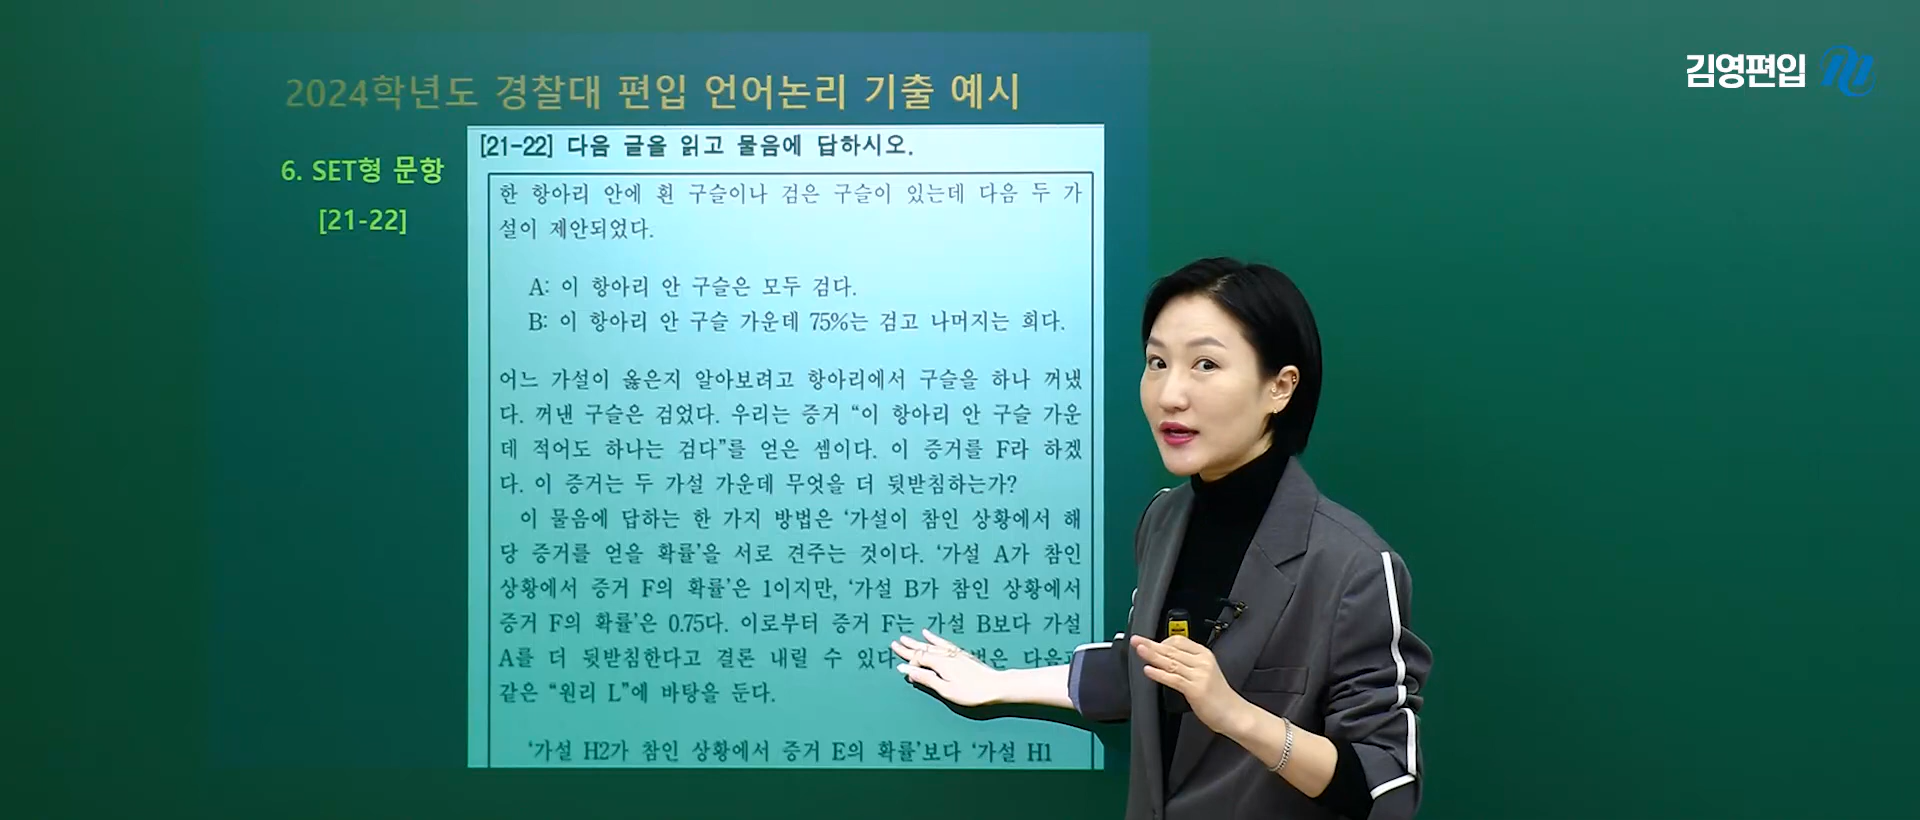 김영편입
2024학년도 경찰대 편입 언어논리 기출 예시
6. SET형 문항
[21-22]
[21-22] 다음 글을 읽고 물음에 답하시오.
한 항아리 안에 흰 구슬이나 검은 구슬이 있는데 다음 두 가
설이 제안되었다.
A: 이 항아리 안 구슬은 모두 검다.
B: 이 항아리 안 구슬 가운데 75%는 검고 나머지는 희다.
어느 가설이 옳은지 알아보려고 항아리에서 구슬을 하나 꺼냈
다. 꺼낸 구슬은 검었다. 우리는 증거 “이 항아리 안 구슬 가운
데 적어도 하나는 검다”를 얻은 셈이다. 이 증거를 F라 하겠
다. 이 증거는 두 가설 가운데 무엇을 더 뒷받침하는가?
이 물음에 답하는 한 가지 방법은 ‘가설이 참인 상황에서 해
당 증거를 얻을 확률’을 서로 견주는 것이다. ‘가설 A가 참인
상황에서 증거 F의 확률’은 1이지만, ‘가설 B가 참인 상황에서
증거 F의 확률’은 0.75다. 이로부터 증거 F는 가설 B보다 가설
A를 더 뒷받침한다고 결론 내릴 수 있다
같은 “원리 L”에 바탕을 둔다.
‘가설 H2가 참인 상황에서 증거 E의 확률’보다 ‘가설 H1